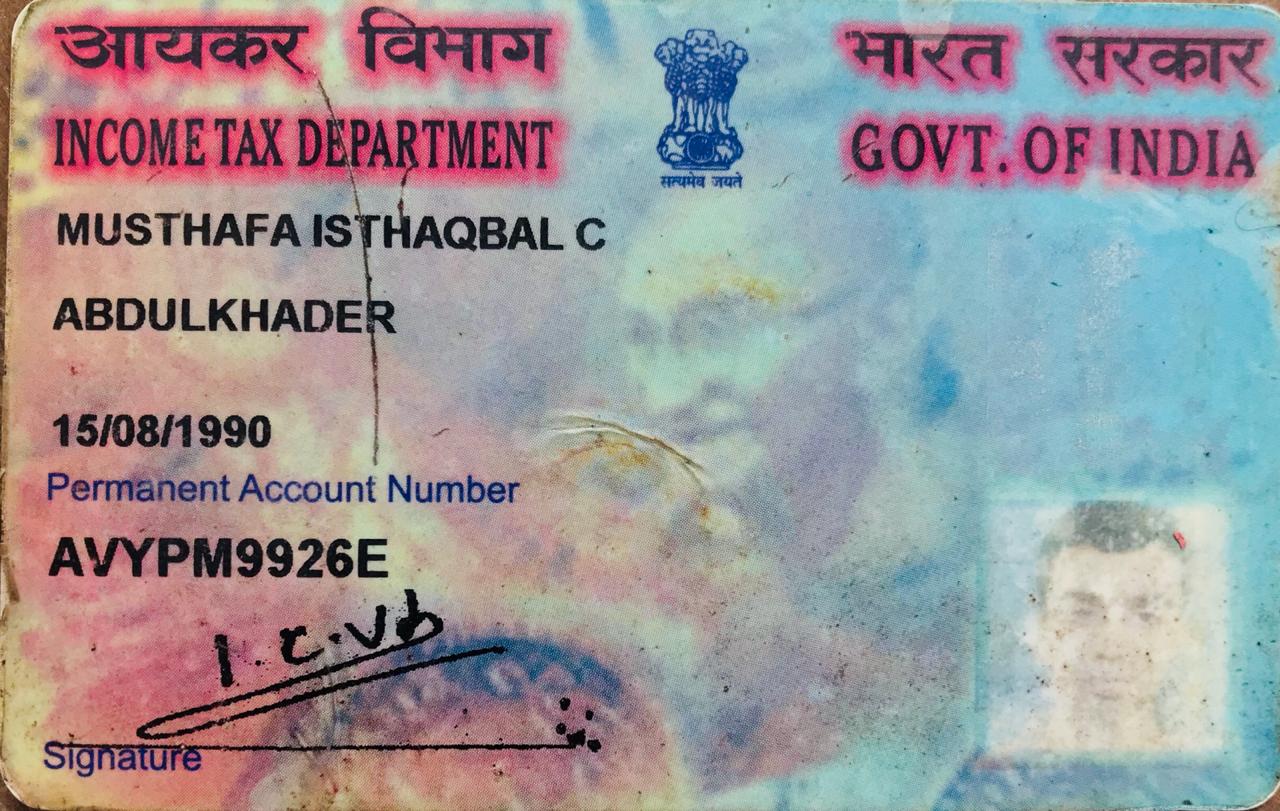 आयकर विभाग
भारत सरकार
INCOME TAX DEPARTMENT
GOVT. OF INDIA
सत्यमेव जयते
MUSTHAFA ISTHAQBAL C
ABDULKHADER
15/08/1990
Permanent Account Number
AVYPM9926E
Signature